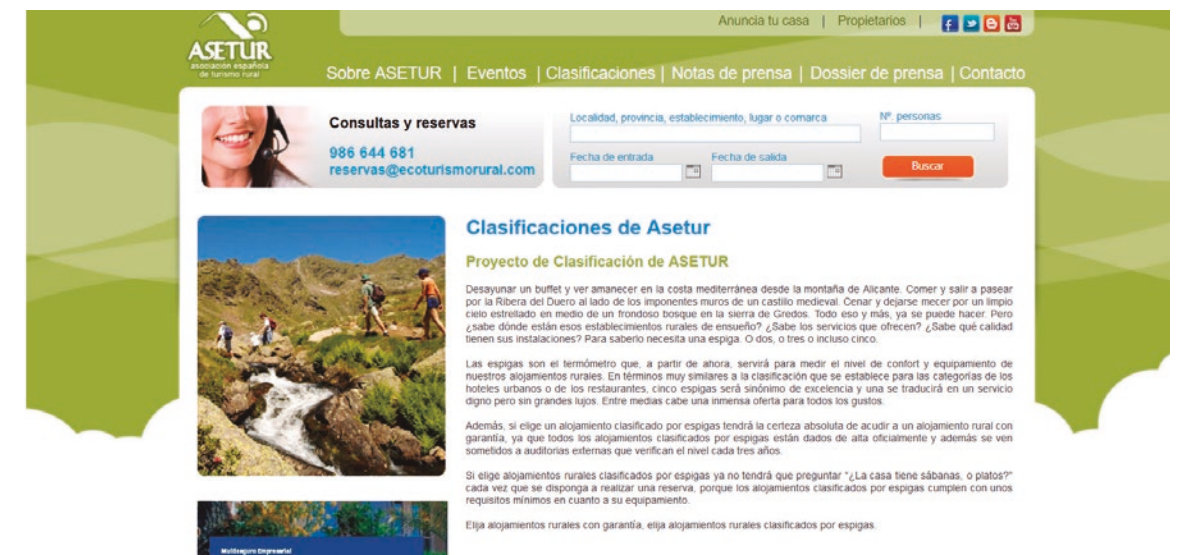 Anuncia tu casa | Propietarios |
ASETUR
asociación española
de turismo rural
Sobre ASETUR | Eventos | Clasificaciones | Notas de prensa | Dossier de prensa | Contacto
Consultas y reservas
986 644 681
reservas@ecoturismorural.com
Localidad, provincia, establecimiento, lugar o comarca
Nº. personas
Fecha de entrada
Fecha de salida
Buscar
Clasificaciones de Asetur
Proyecto de Clasificación de ASETUR
Desayunar un buffet y ver amanecer en la costa mediterránea desde la montaña de Alicante. Comer y salir a pasear
por la Ribera del Duero al lado de los imponentes muros de un castillo medieval. Cenar y dejarse mecer por un limpio
cielo estrellado en medio de un frondoso bosque en la sierra de Gredos. Todo eso y más, ya se puede hacer. Pero
¿sabe dónde están esos establecimientos rurales de ensueño? ¿Sabe los servicios que ofrecen? ¿Sabe qué calidad
tienen sus instalaciones? Para saberlo necesita una espiga. O dos, o tres o incluso cinco.
Las espigas son el termómetro que, a partir de ahora, servirá para medir el nivel de confort y equipamiento de
nuestros alojamientos rurales. En términos muy similares a la clasificación que se establece para las categorías de los
hoteles urbanos o de los restaurantes, cinco espigas será sinónimo de excelencia y una se traducirá en un servicio
digno pero sin grandes lujos. Entre medias cabe una inmensa oferta para todos los gustos.
Además, si elige un alojamiento clasificado por espigas tendrá la certeza absoluta de acudir a un alojamiento rural con
garantía, ya que todos los alojamientos clasificados por espigas están dados de alta oficialmente y además se ven
sometidos a auditorias externas que verifican el nivel cada tres años.
Si elige alojamientos rurales clasificados por espigas ya no tendrá que preguntar "¿La casa tiene sábanas, o platos?"
cada vez que se disponga a realizar una reserva, porque los alojamientos clasificados por espigas cumplen con unos
requisitos mínimos en cuanto a su equipamiento.
Elija alojamientos rurales con garantía, elija alojamientos rurales clasificados por espigas.
Multiseguro Empresarial